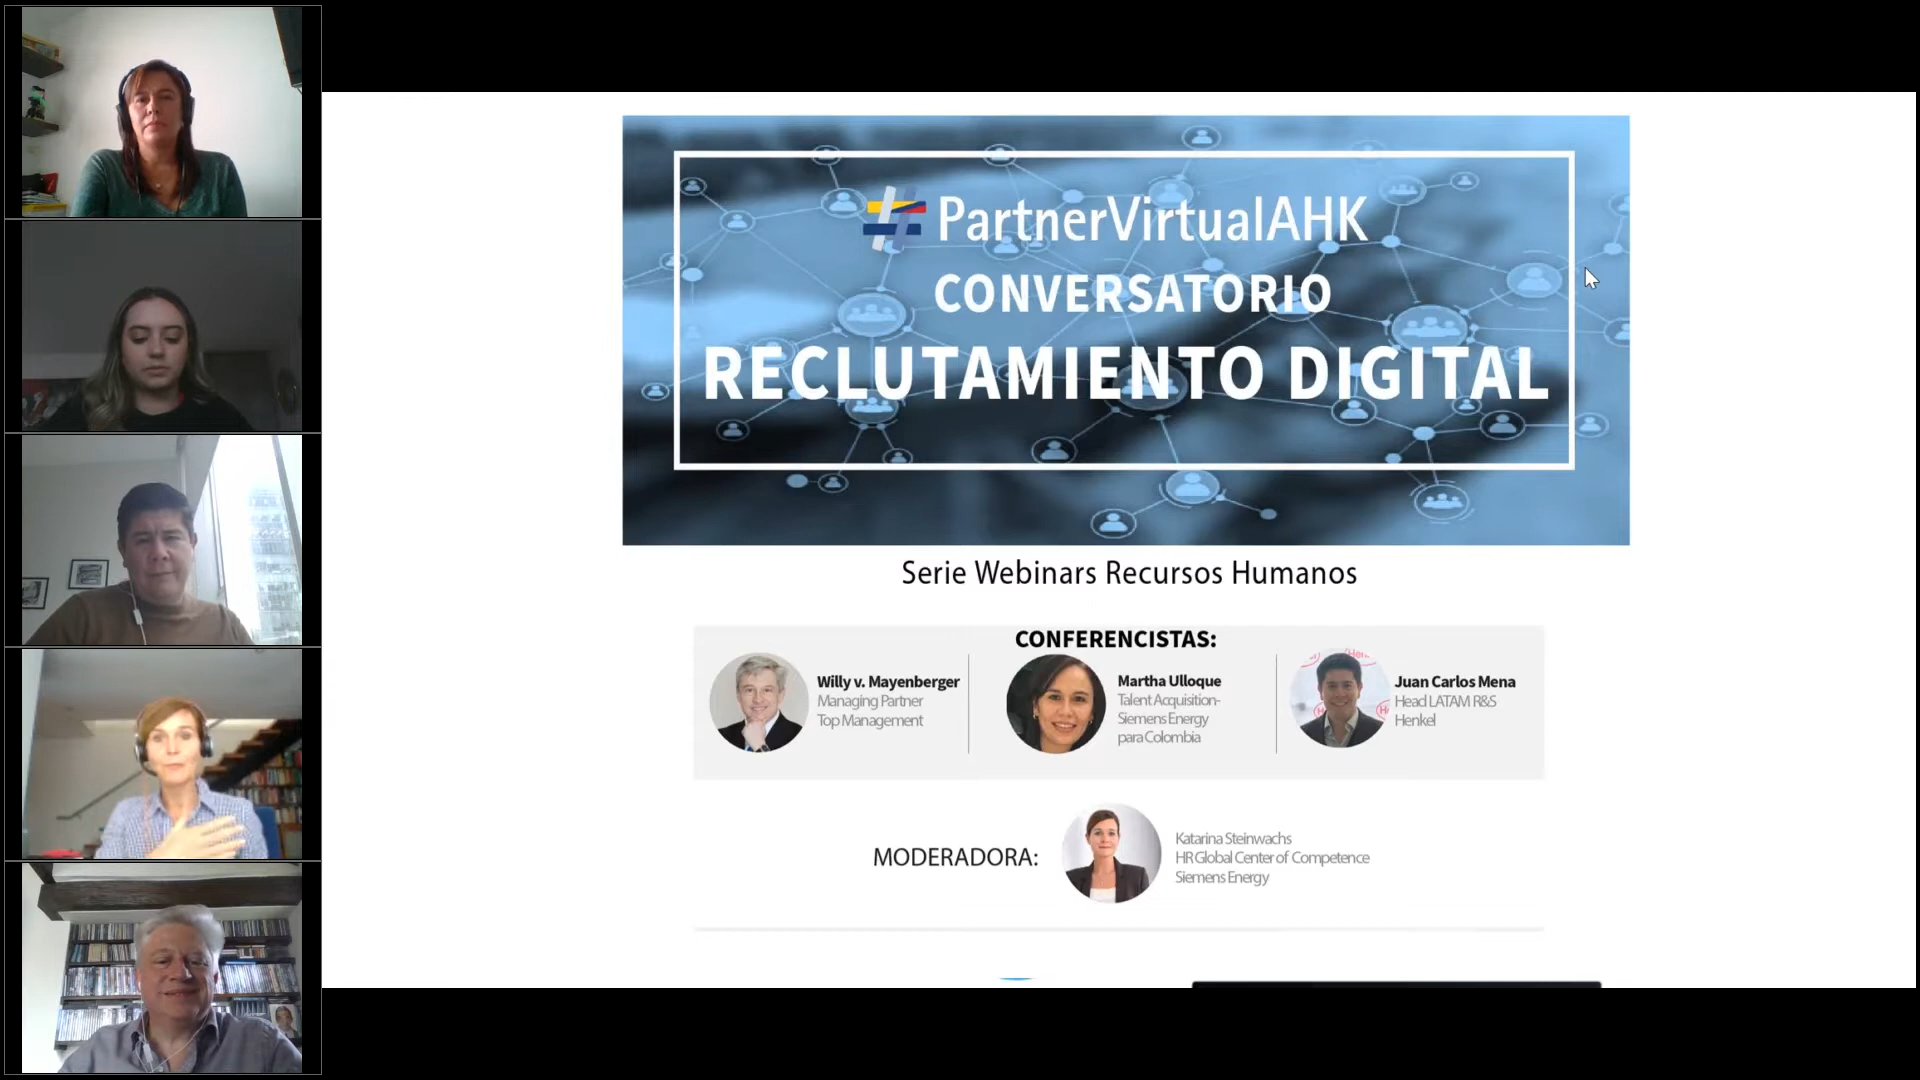 #PartnerVirtualAHK
CONVERSATORIO
RECLUTAMIENTO DIGITAL
Serie Webinars Recursos Humanos
CONFERENCISTAS:
Willy v. Mayenberger
Managing Partner
Top Management
Martha Ulloque
Talent Acquisition-
Siemens Energy
para Colombia
Juan Carlos Mena
Head LATAM R&S
Henkel
MODERADORA:
Katarina Steinwachs
HR Global Center of Competence
Siemens Energy